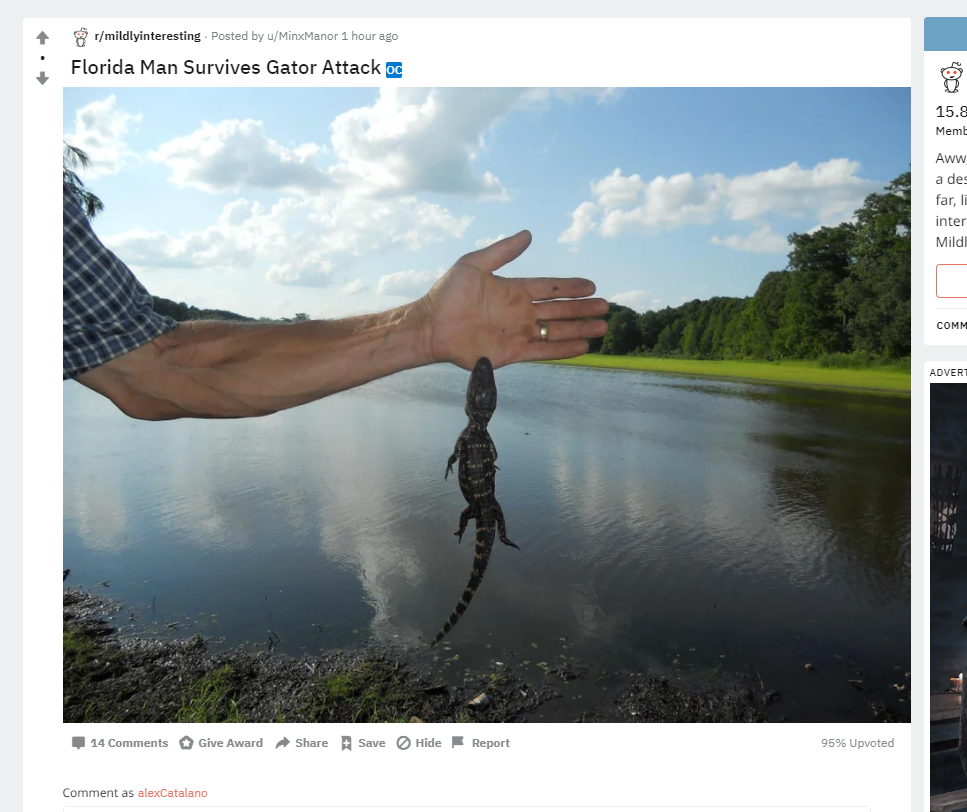 r/mildlyinteresting · Posted by u/MinxManor 1 hour ago
Florida Man Survives Gator Attack OC
14 Comments Give Award Share Save Hide Report 95% Upvoted
Comment as alexCatalano
15.8
Memb
Aww,
a des
far, li
inter
Mildl
COMM
ADVERT